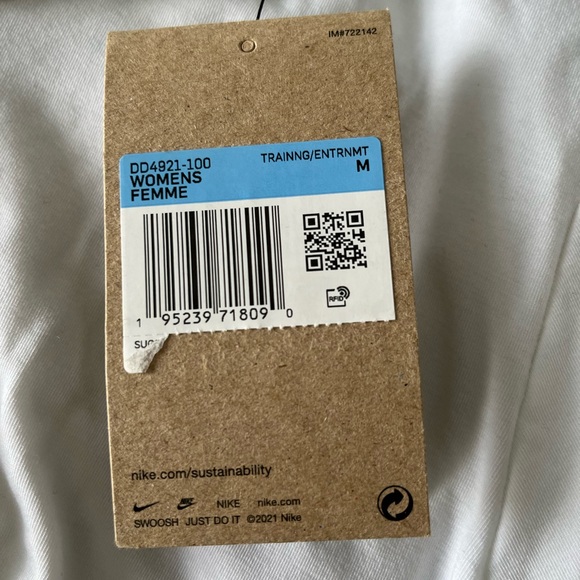 IM#722142
DD4921-100
TRAINNG/ENTRNMT
WOMENS
M
FEMME
RFID
1 95239 71809 0
nike.com/sustainability
NIKE nike.com
SWOOSH JUST DO IT ©2021 Nike